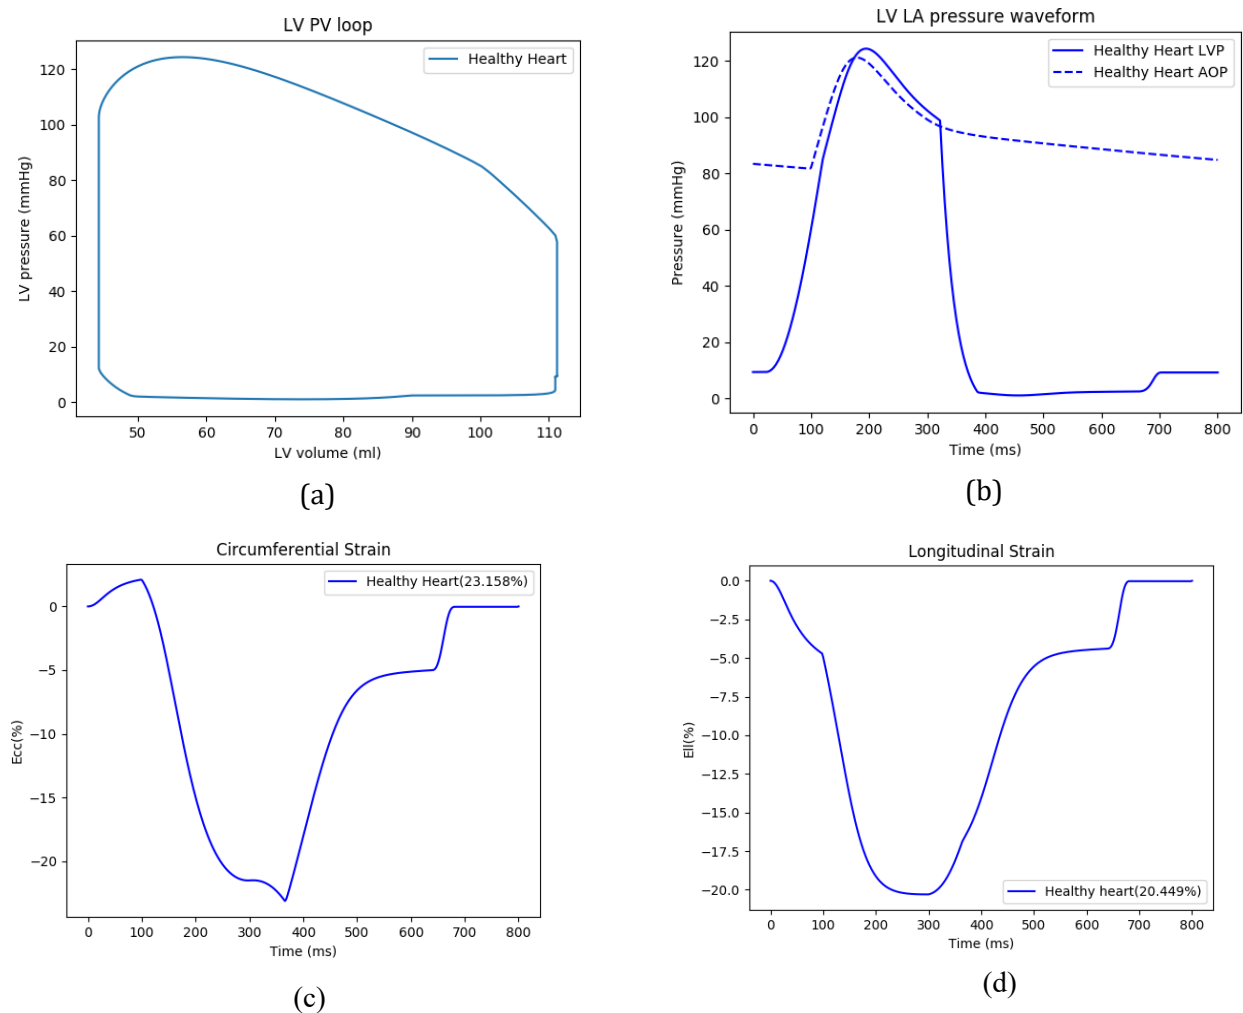 LV PV loop
Healthy Heart
120
100
80
60
40
20
0
LV pressure (mmHg)
50 60 70 80 90 100 110
LV volume (ml)
(a)
LV LA pressure waveform
Healthy Heart LVP
Healthy Heart AOP
120
100
80
60
40
20
0
Pressure (mmHg)
0 100 200 300 400 500 600 700 800
Time (ms)
(b)
Circumferential Strain
Healthy Heart(23.158%)
0
−5
−10
−15
−20
Ecc(%)
0 100 200 300 400 500 600 700 800
Time (ms)
(c)
Longitudinal Strain
0.0
−2.5
−5.0
−7.5
−10.0
−12.5
−15.0
−17.5
−20.0
Ell(%)
Healthy heart(20.449%)
0 100 200 300 400 500 600 700 800
Time (ms)
(d)